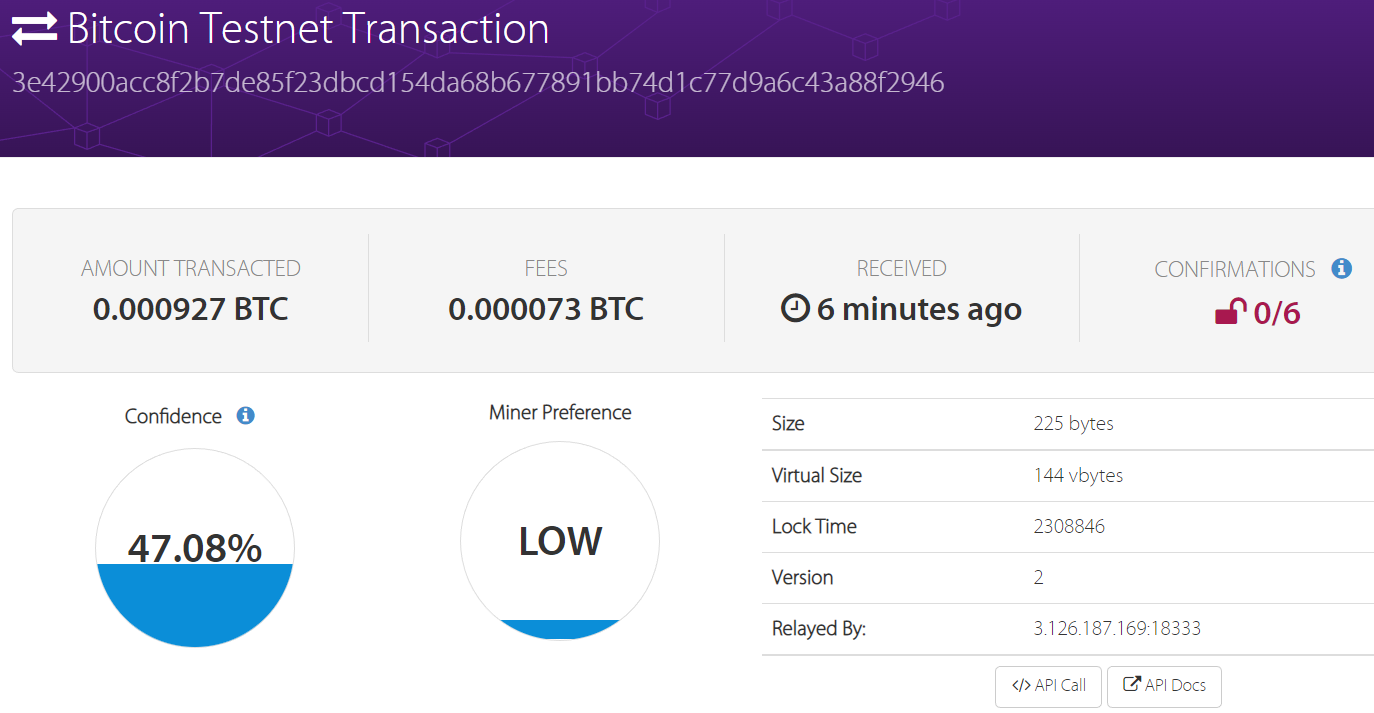 Bitcoin Testnet Transaction
3e42900acc8f2b7de85f23dbcd154da68b677891bb74d1c77d9a6c43a88f2946
AMOUNT TRANSACTED
0.000927 BTC
FEES
0.000073 BTC
RECEIVED
6 minutes ago
CONFIRMATIONS
0/6
Confidence
47.08%
Miner Preference
LOW
Size 225 bytes
Virtual Size 144 vbytes
Lock Time 2308846
Version 2
Relayed By: 3.126.187.169:18333
</> API Call
API Docs